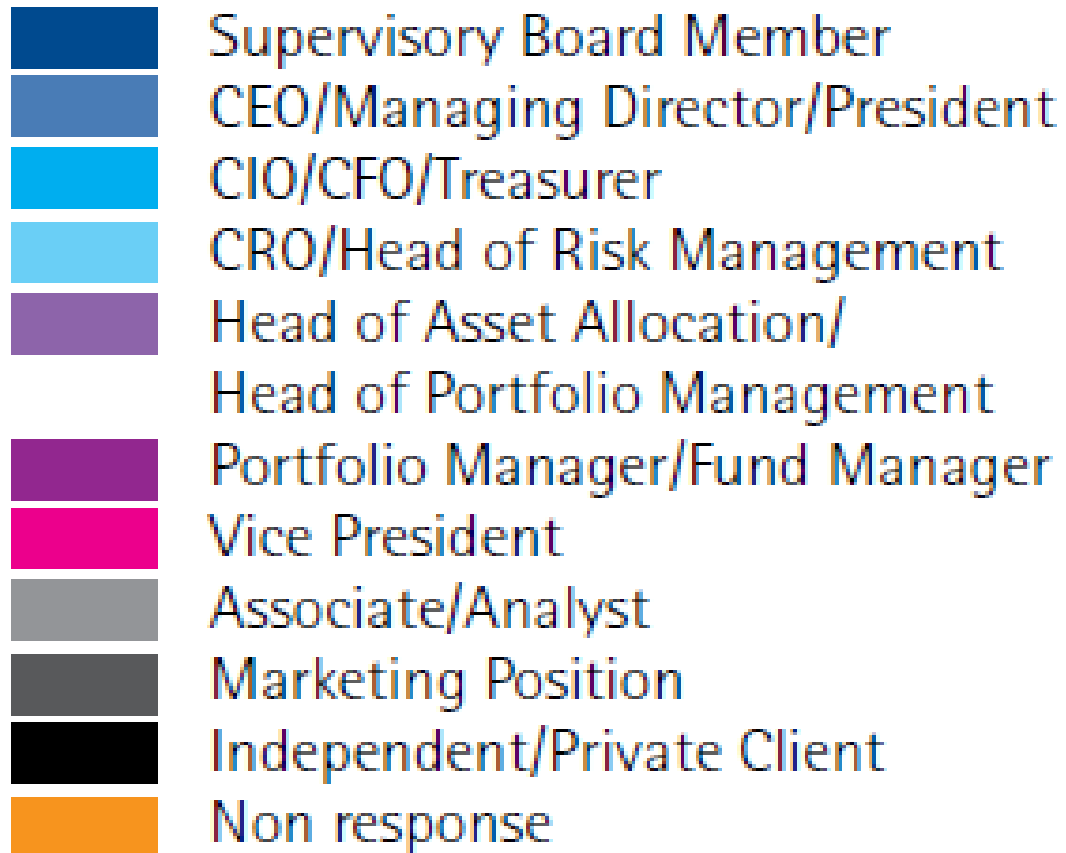 Supervisory Board Member
CEO/Managing Director/President
CIO/CFO/Treasurer
CRO/Head of Risk Management
Head of Asset Allocation/
Head of Portfolio Management
Portfolio Manager/Fund Manager
Vice President
Associate/Analyst
Marketing Position
Independent/Private Client
Non response